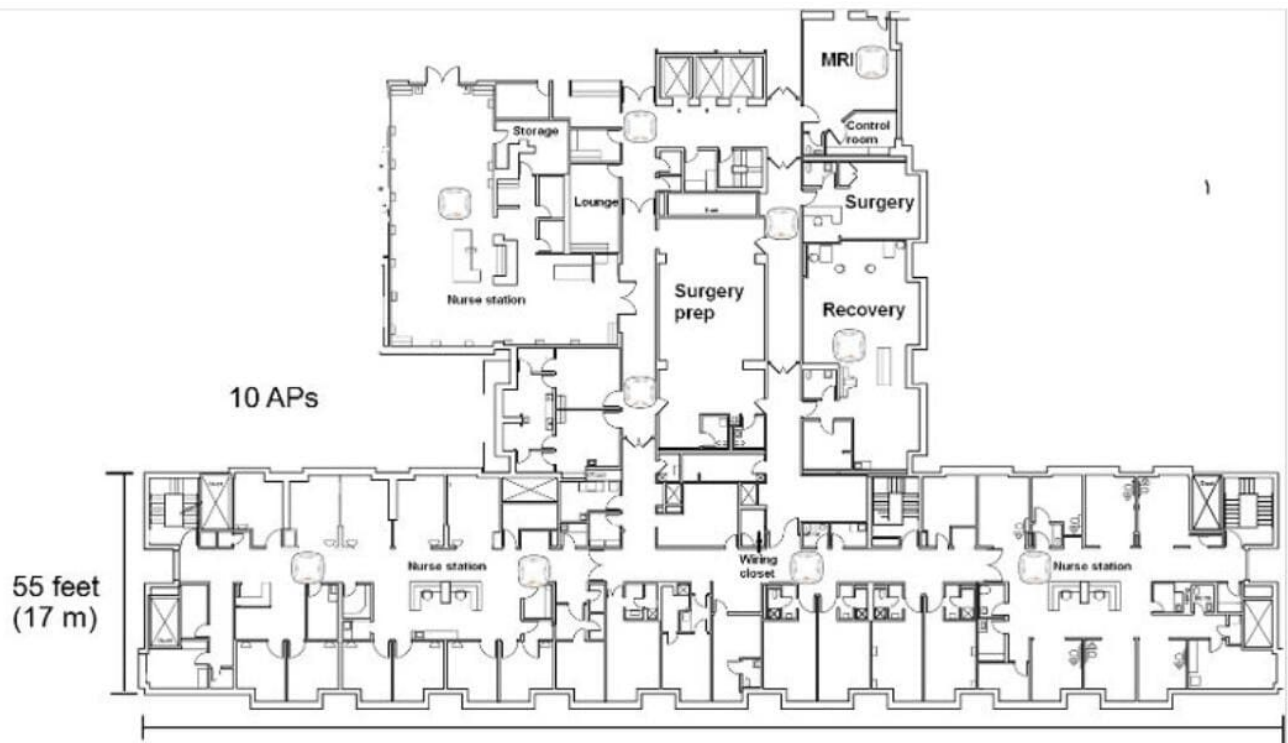 MRI
Control
room
Storage
Lounge
Surgery
Nurse station
Surgery
prep
Recovery
10 APs
55 feet
(17 m)
Nurse station
Wiring
closet
Nurse station